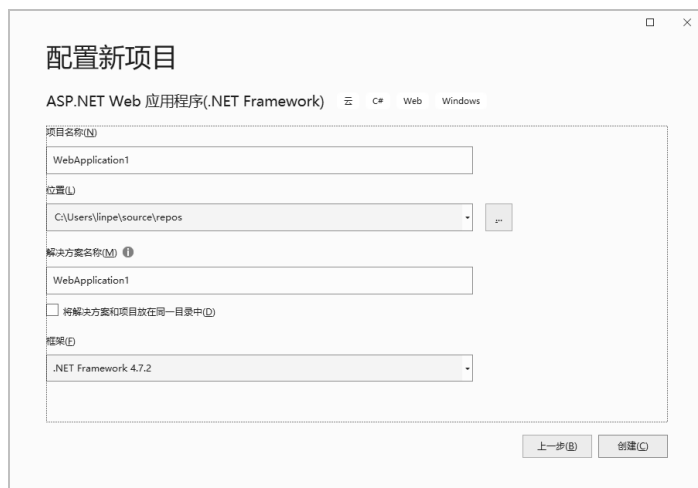 配置新项目
ASP.NET Web 应用程序(.NET Framework) 云 C# Web Windows
项目名称(N)
WebApplication1
位置(L)
C:\Users\linpe\source\repos
...
解决方案名称(M)
WebApplication1
将解决方案和项目放在同一目录中(D)
框架(F)
.NET Framework 4.7.2
上一步(B) 创建(C)